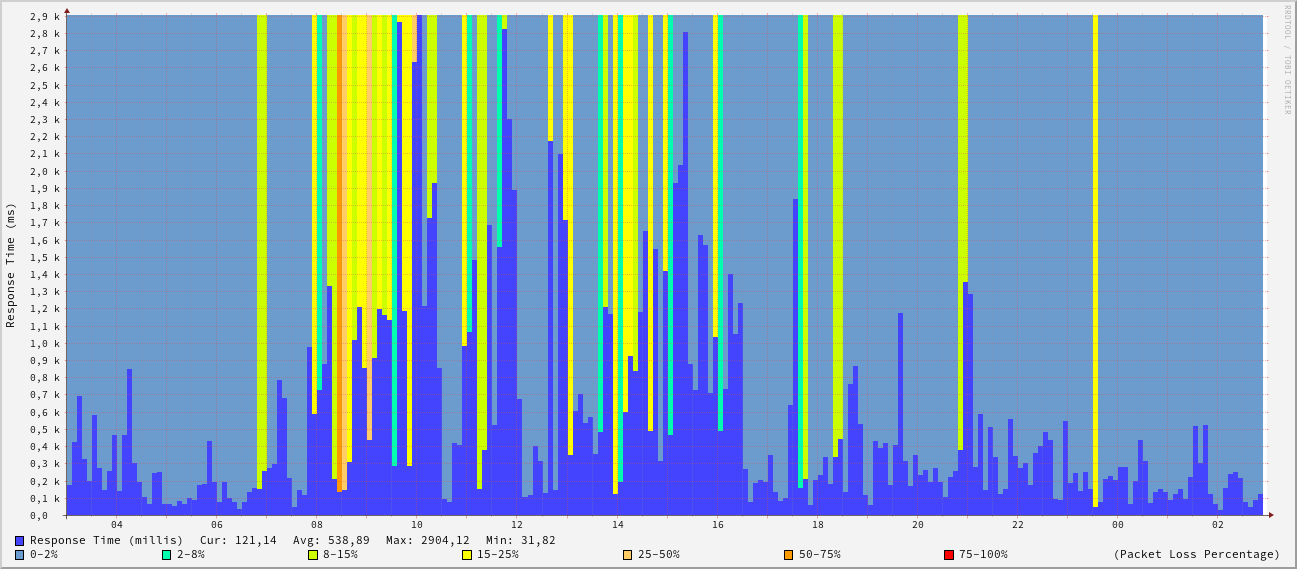 RRDTOOL / TOBI OETIKER
Response Time (ms)
2,9 k
2,8 k
2,7 k
2,6 k
2,5 k
2,4 k
2,3 k
2,2 k
2,1 k
2,0 k
1,9 k
1,8 k
1,7 k
1,6 k
1,5 k
1,4 k
1,3 k
1,2 k
1,1 k
1,0 k
0,9 k
0,8 k
0,7 k
0,6 k
0,5 k
0,4 k
0,3 k
0,2 k
0,1 k
0,0
04 06 08 10 12 14 16 18 20 22 00 02
Response Time (millis) Cur: 121,14 Avg: 538,89 Max: 2904,12 Min: 31,82
0-2% 2-8% 8-15% 15-25% 25-50% 50-75% 75-100% (Packet Loss Percentage)